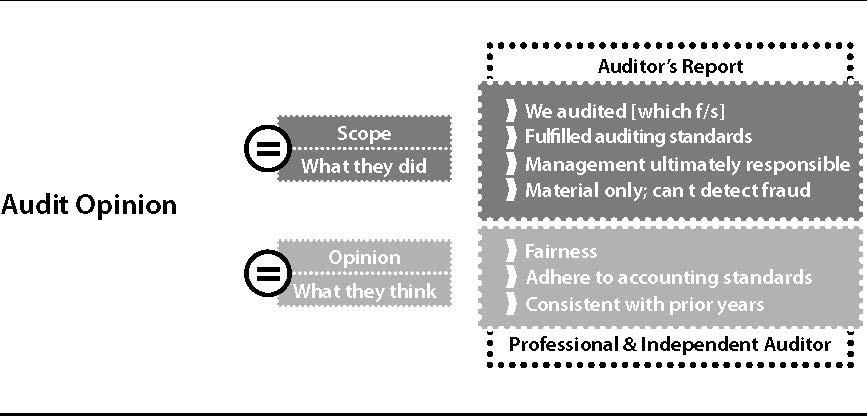 Audit Opinion
=
Scope
What they did
=
Opinion
What they think
Auditor's Report
We audited [which f/s]
Fulfilled auditing standards
Management ultimately responsible
Material only; can t detect fraud
Fairness
Adhere to accounting standards
Consistent with prior years
Professional & Independent Auditor